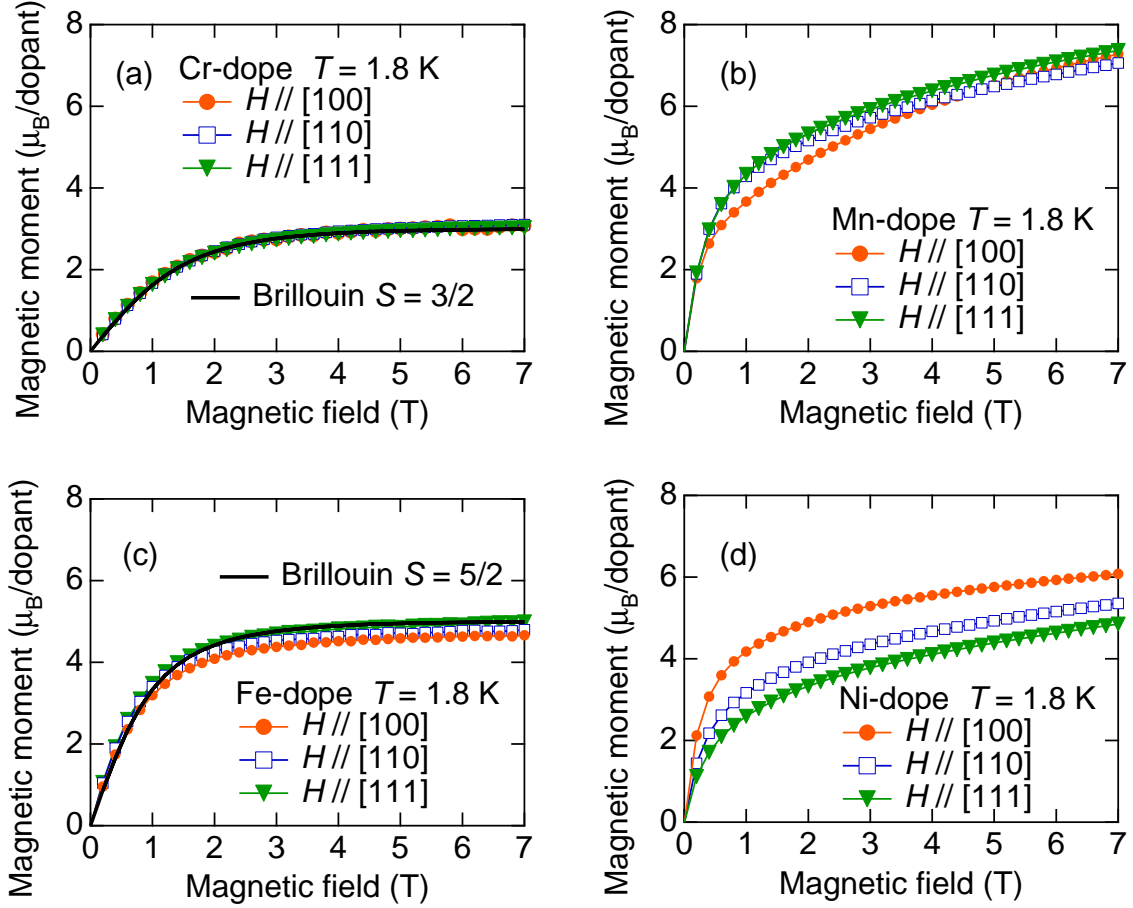 (a)
Cr-dope T = 1.8 K
H // [100]
H // [110]
H // [111]
Brillouin S = 3/2
Magnetic moment (μB/dopant)
8
6
4
2
0
0 1 2 3 4 5 6 7
Magnetic field (T)
(b)
Mn-dope T = 1.8 K
H // [100]
H // [110]
H // [111]
Magnetic moment (μB/dopant)
8
6
4
2
0
0 1 2 3 4 5 6 7
Magnetic field (T)
(c)
Brillouin S = 5/2
Fe-dope T = 1.8 K
H // [100]
H // [110]
H // [111]
Magnetic moment (μB/dopant)
8
6
4
2
0
0 1 2 3 4 5 6 7
Magnetic field (T)
(d)
Ni-dope T = 1.8 K
H // [100]
H // [110]
H // [111]
Magnetic moment (μB/dopant)
8
6
4
2
0
0 1 2 3 4 5 6 7
Magnetic field (T)